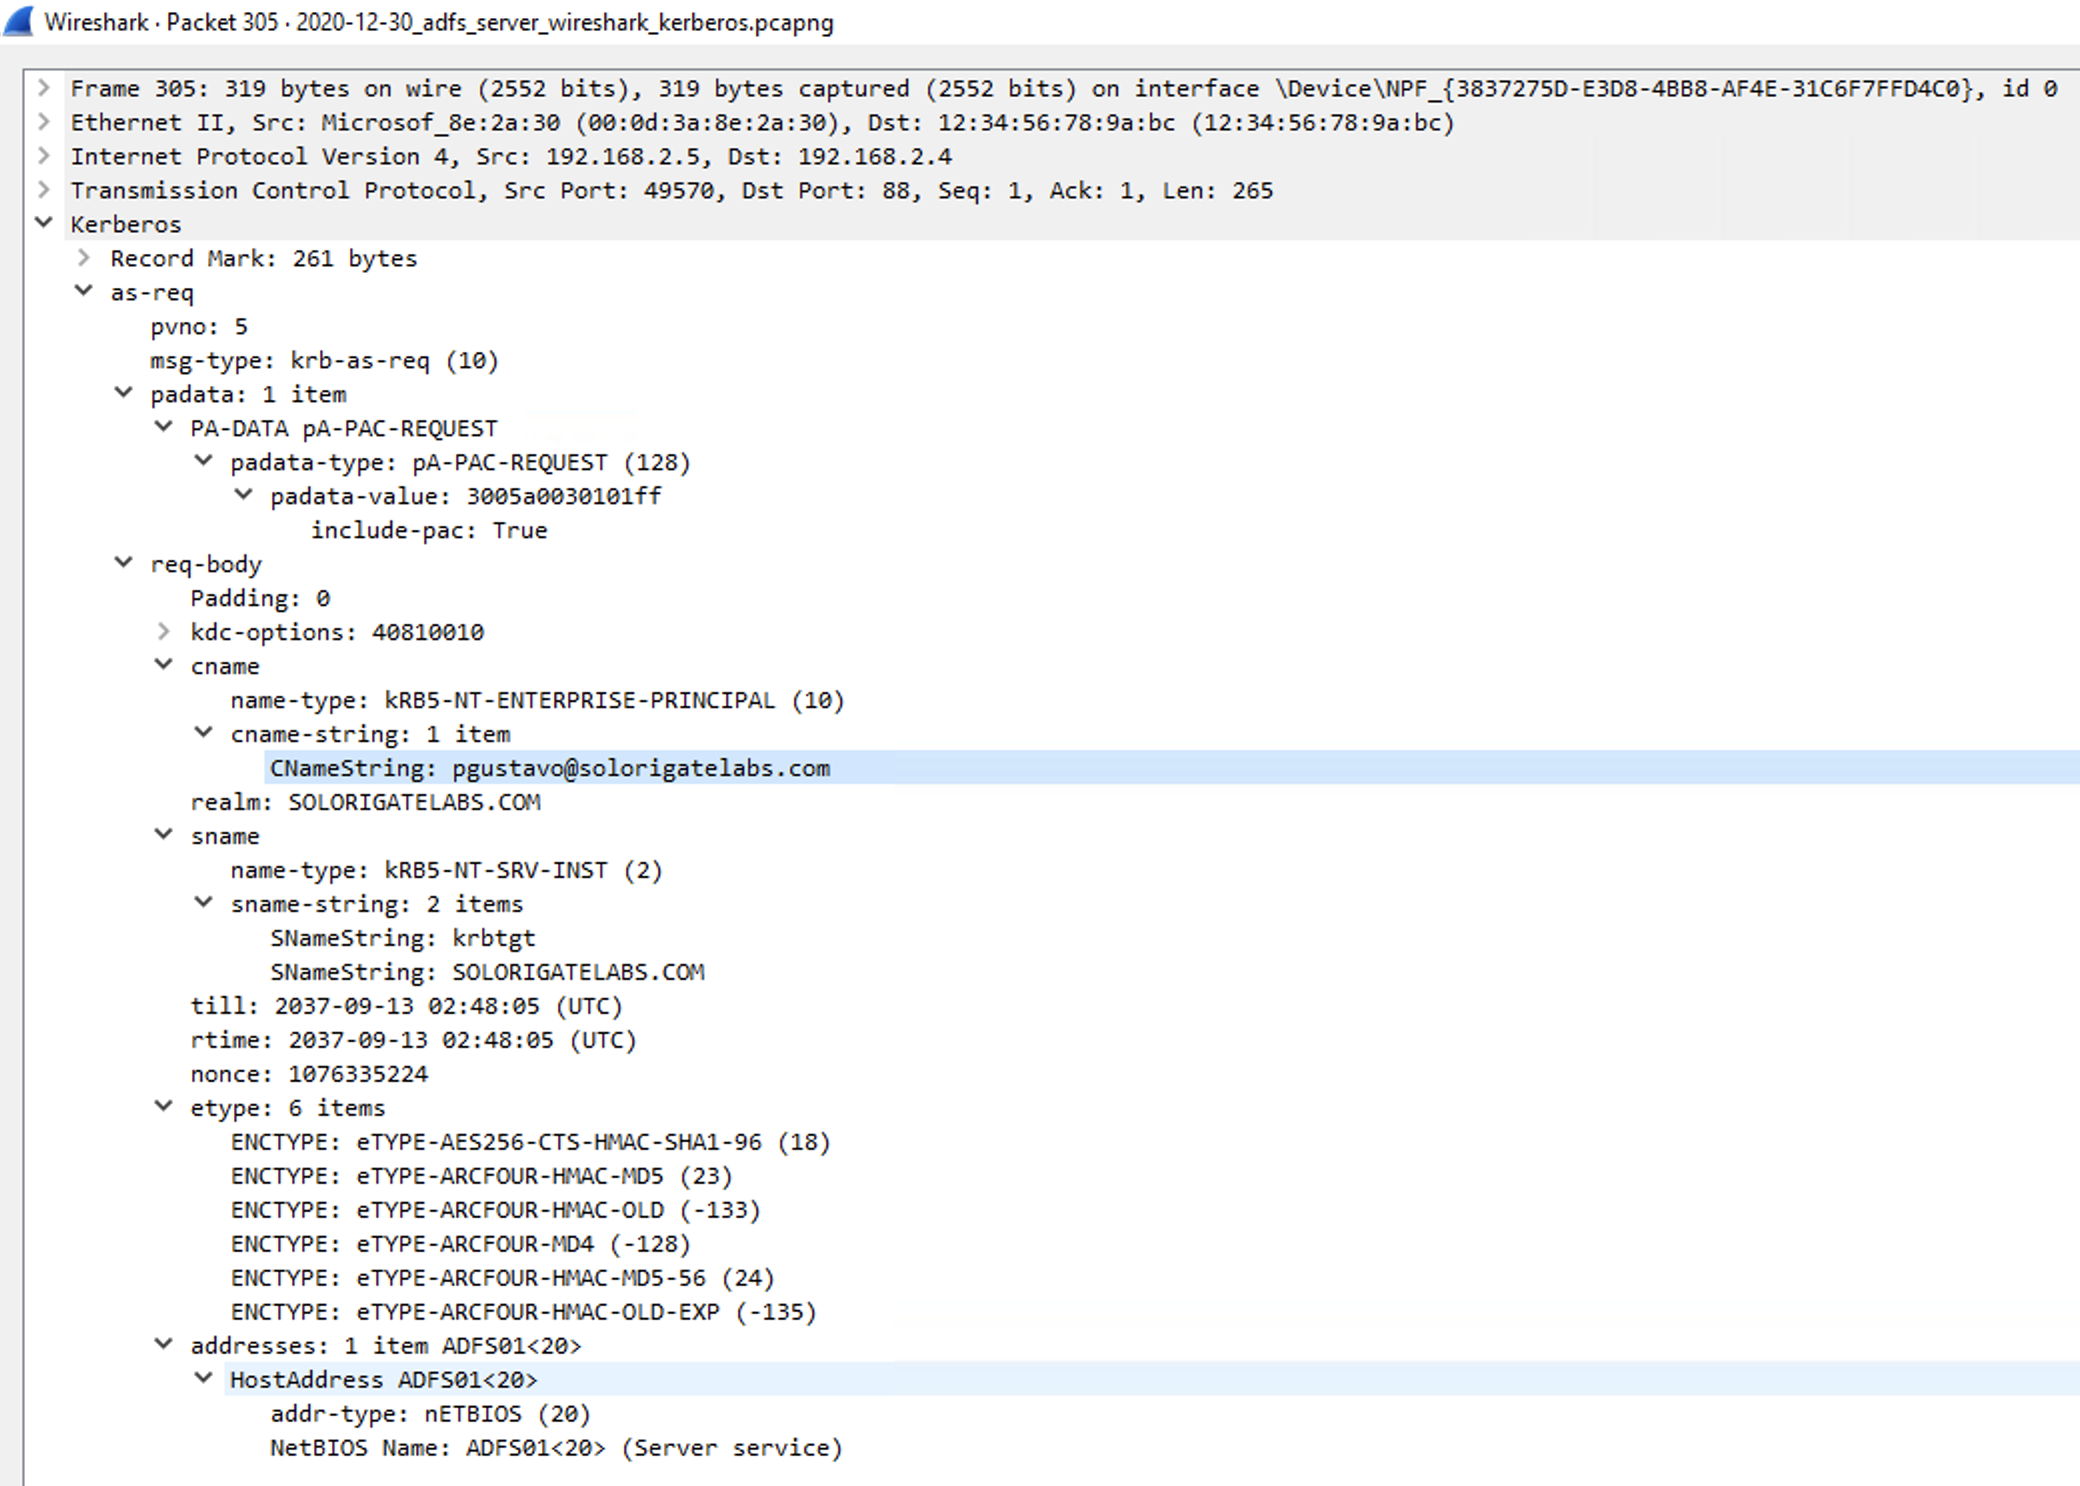 Wireshark · Packet 305 · 2020-12-30_adfs_server_wireshark_kerberos.pcapng
Frame 305: 319 bytes on wire (2552 bits), 319 bytes captured (2552 bits) on interface \Device\NPF_{3837275D-E3D8-4BB8-AF4E-31C6F7FFD4C0}, id 0
Ethernet II, Src: Microsof_8e:2a:30 (00:0d:3a:8e:2a:30), Dst: 12:34:56:78:9a:bc (12:34:56:78:9a:bc)
Internet Protocol Version 4, Src: 192.168.2.5, Dst: 192.168.2.4
Transmission Control Protocol, Src Port: 49570, Dst Port: 88, Seq: 1, Ack: 1, Len: 265
Kerberos
Record Mark: 261 bytes
as-req
pvno: 5
msg-type: krb-as-req (10)
padata: 1 item
PA-DATA pA-PAC-REQUEST
padata-type: pA-PAC-REQUEST (128)
padata-value: 3005a0030101ff
include-pac: True
req-body
Padding: 0
kdc-options: 40810010
cname
name-type: kRB5-NT-ENTERPRISE-PRINCIPAL (10)
cname-string: 1 item
CNameString: pgustavo@solorigatelabs.com
realm: SOLORIGATELABS.COM
sname
name-type: kRB5-NT-SRV-INST (2)
sname-string: 2 items
SNameString: krbtgt
SNameString: SOLORIGATELABS.COM
till: 2037-09-13 02:48:05 (UTC)
rtime: 2037-09-13 02:48:05 (UTC)
nonce: 1076335224
etype: 6 items
ENCTYPE: eTYPE-AES256-CTS-HMAC-SHA1-96 (18)
ENCTYPE: eTYPE-ARCFOUR-HMAC-MD5 (23)
ENCTYPE: eTYPE-ARCFOUR-HMAC-OLD (-133)
ENCTYPE: eTYPE-ARCFOUR-MD4 (-128)
ENCTYPE: eTYPE-ARCFOUR-HMAC-MD5-56 (24)
ENCTYPE: eTYPE-ARCFOUR-HMAC-OLD-EXP (-135)
addresses: 1 item ADFS01<20>
HostAddress ADFS01<20>
addr-type: nETBIOS (20)
NetBIOS Name: ADFS01<20> (Server service)